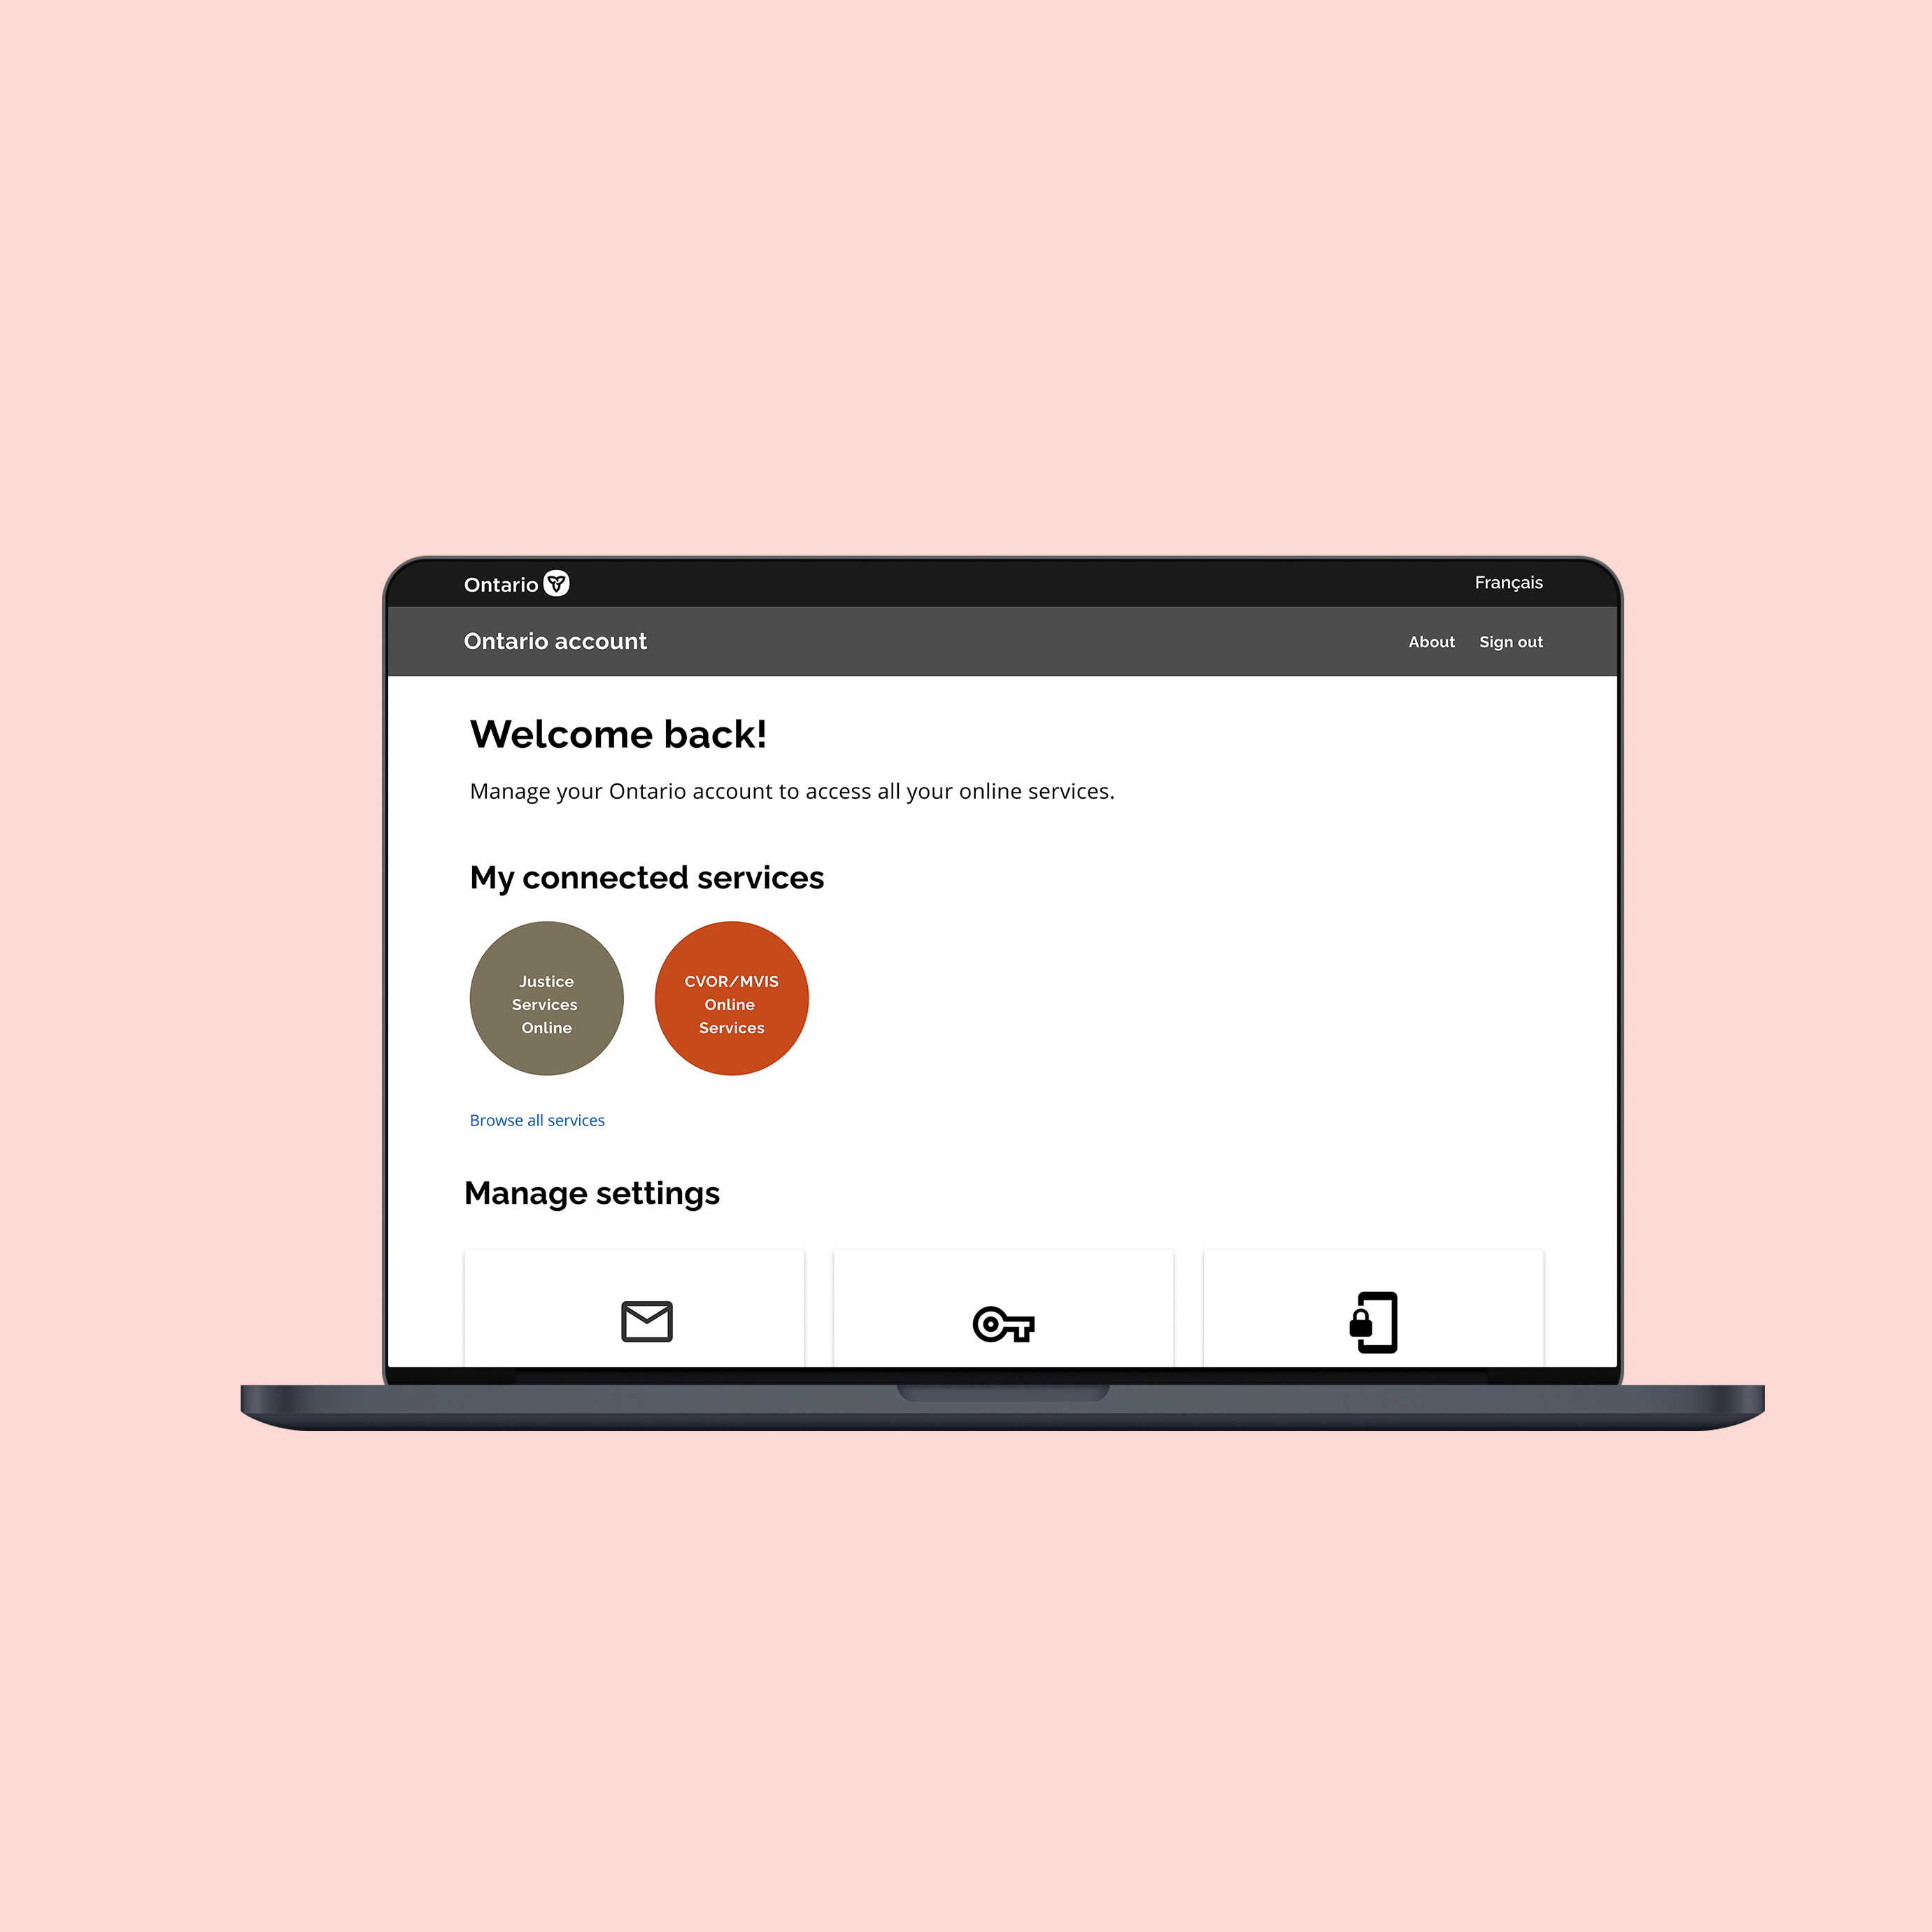 Ontario
Français
Ontario account
About
Sign out
Welcome back!
Manage your Ontario account to access all your online services.
My connected services
Justice
Services
Online
CVOR/MVIS
Online
Services
Browse all services
Manage settings